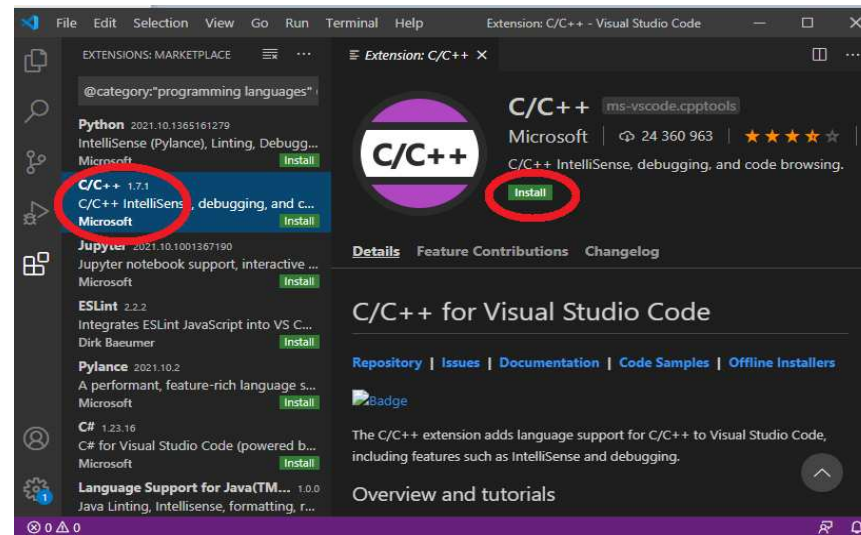 File Edit Selection View Go Run Terminal Help Extension: C/C++ - Visual Studio Code
EXTENSIONS: MARKETPLACE
@category:"programming languages"
Python 2021.10.1365161279
IntelliSense (Pylance), Linting, Debugg...
Microsoft Install
C/C++ 1.7.1
C/C++ IntelliSense, debugging, and c...
Microsoft Install
Jupyter 2021.10.1001367190
Jupyter notebook support, interactive ...
Microsoft Install
ESLint 2.2.2
Integrates ESLint JavaScript into VS C...
Dirk Baeumer Install
Pylance 2021.10.2
A performant, feature-rich language s...
Microsoft Install
C# 1.23.16
C# for Visual Studio Code (powered b...
Microsoft Install
Language Support for Java(TM... 1.0.0
Java Linting, Intellisense, formatting, r...
Extension: C/C++
C/C++
C/C++ ms-vscode.cpptools
Microsoft 24 360 963
C/C++ IntelliSense, debugging, and code browsing.
Install
Details Feature Contributions Changelog
C/C++ for Visual Studio Code
Repository | Issues | Documentation | Code Samples | Offline Installers
Badge
The C/C++ extension adds language support for C/C++ to Visual Studio Code,
including features such as IntelliSense and debugging.
Overview and tutorials
1
0 0